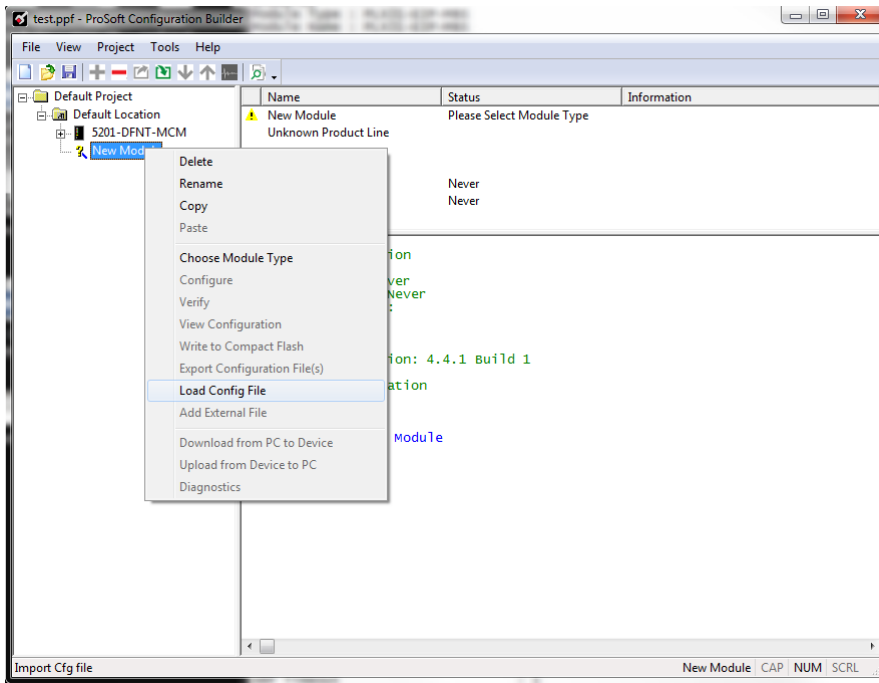 test.ppf - ProSoft Configuration Builder
File View Project Tools Help
Default Project
Default Location
5201-DFNT-MCM
New Modul
Name Status Information
New Module Please Select Module Type
Unknown Product Line
Never
Never
Delete
Rename
Copy
Paste
Choose Module Type
Configure
Verify
View Configuration
Write to Compact Flash
Export Configuration File(s)
Load Config File
Add External File
Download from PC to Device
Upload from Device to PC
Diagnostics
ion
ver
Never
:
ion: 4.4.1 Build 1
ation
Module
Import Cfg file New Module CAP NUM SCRL